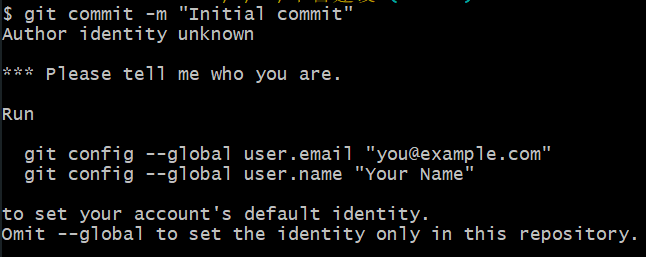 $ git commit -m "Initial commit"
Author identity unknown
*** Please tell me who you are.
Run
git config --global user.email "you@example.com"
git config --global user.name "Your Name"
to set your account's default identity.
Omit --global to set the identity only in this repository.